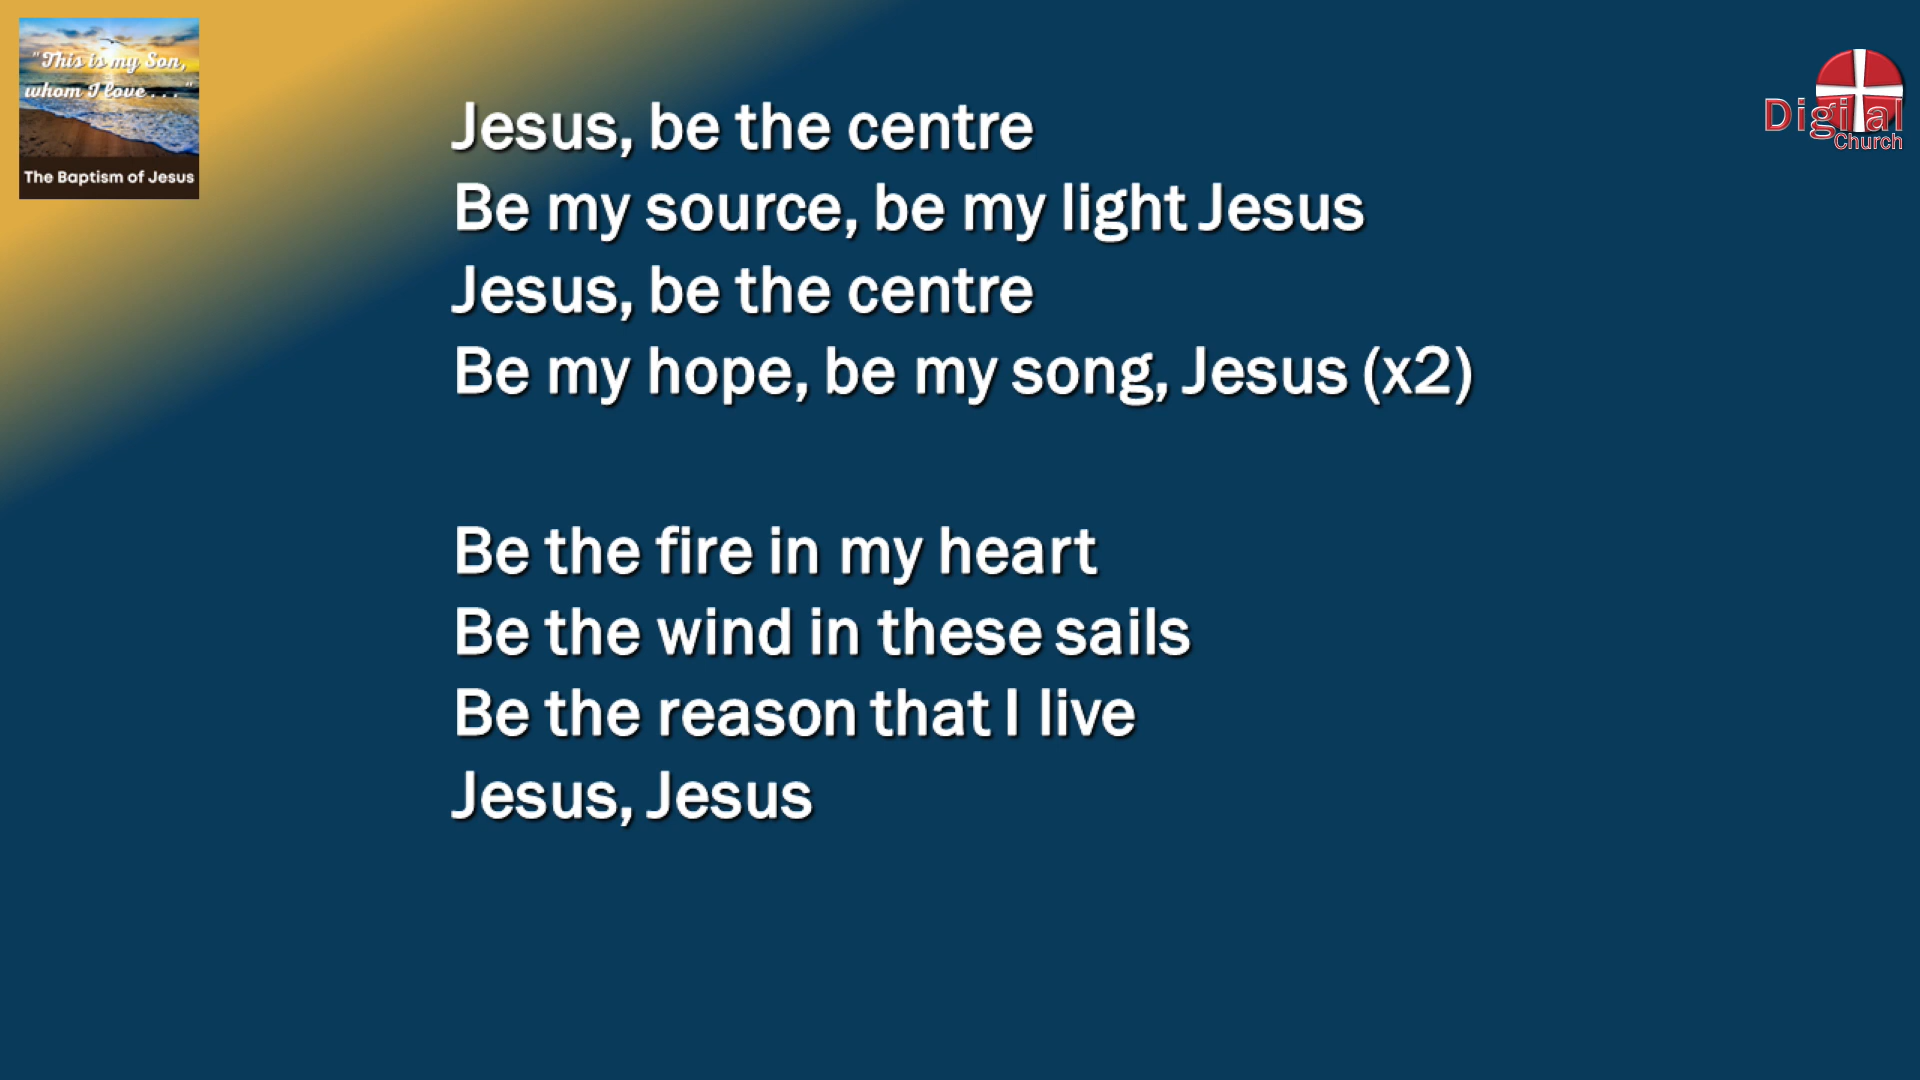 "This is my Son,
whom I love . . ."
The Baptism of Jesus
Digital
Church
Jesus, be the centre
Be my source, be my light Jesus
Jesus, be the centre
Be my hope, be my song, Jesus (x2)
Be the fire in my heart
Be the wind in these sails
Be the reason that I live
Jesus, Jesus